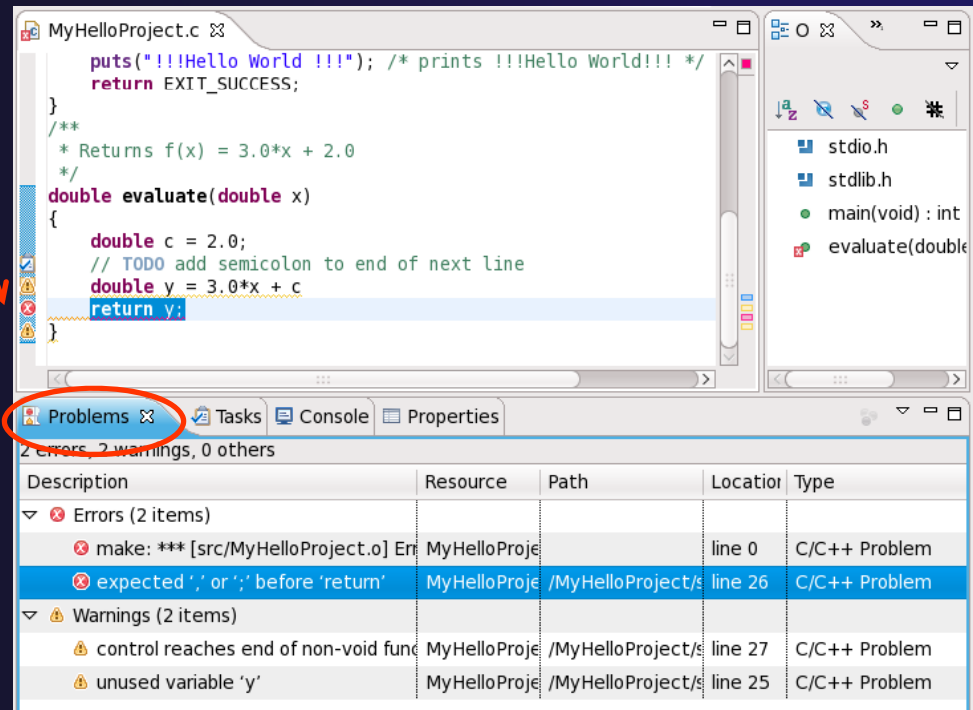 MyHelloProject.c
puts("!!!Hello World !!!"); /* prints !!!Hello World!!! */
return EXIT_SUCCESS;
}
/**
* Returns f(x) = 3.0*x + 2.0
*/
double evaluate(double x)
{
double c = 2.0;
// TODO add semicolon to end of next line
double y = 3.0*x + c
return y;
}
O
stdio.h
stdlib.h
main(void) : int
evaluate(double
Problems Tasks Console Properties
2 errors, 2 warnings, 0 others
Description Resource Path Location Type
Errors (2 items)
make: *** [src/MyHelloProject.o] Err MyHelloProje line 0 C/C++ Problem
expected ‘,’ or ‘;’ before ‘return’ MyHelloProje /MyHelloProject/s line 26 C/C++ Problem
Warnings (2 items)
control reaches end of non-void func MyHelloProje /MyHelloProject/s line 27 C/C++ Problem
unused variable ‘y’ MyHelloProje /MyHelloProject/s line 25 C/C++ Problem